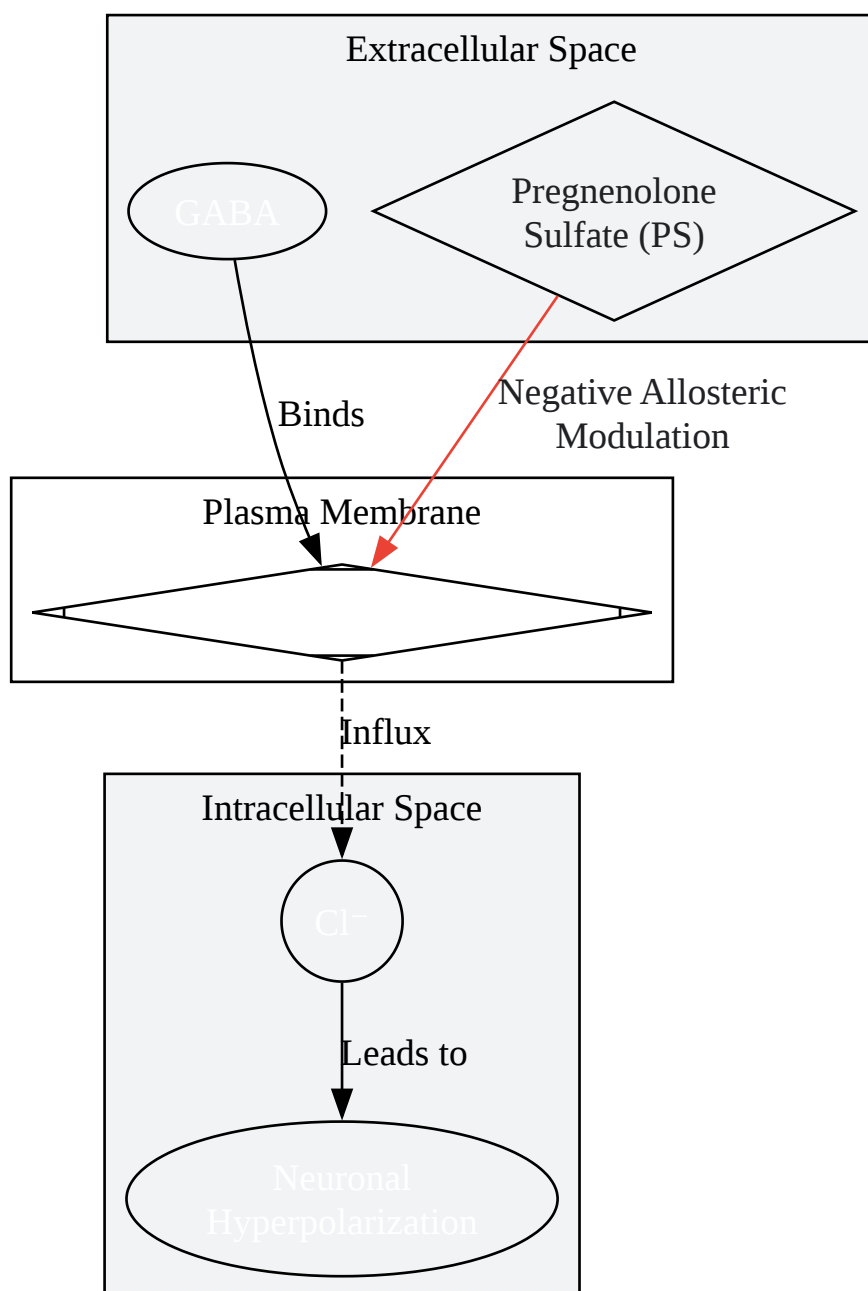 Extracellular Space
GABA
Pregnenolone
Sulfate (PS)
Binds
Negative Allosteric
Modulation
Plasma Membrane
Influx
Intracellular Space
Cl⁻
Leads to
Neuronal
Hyperpolarization